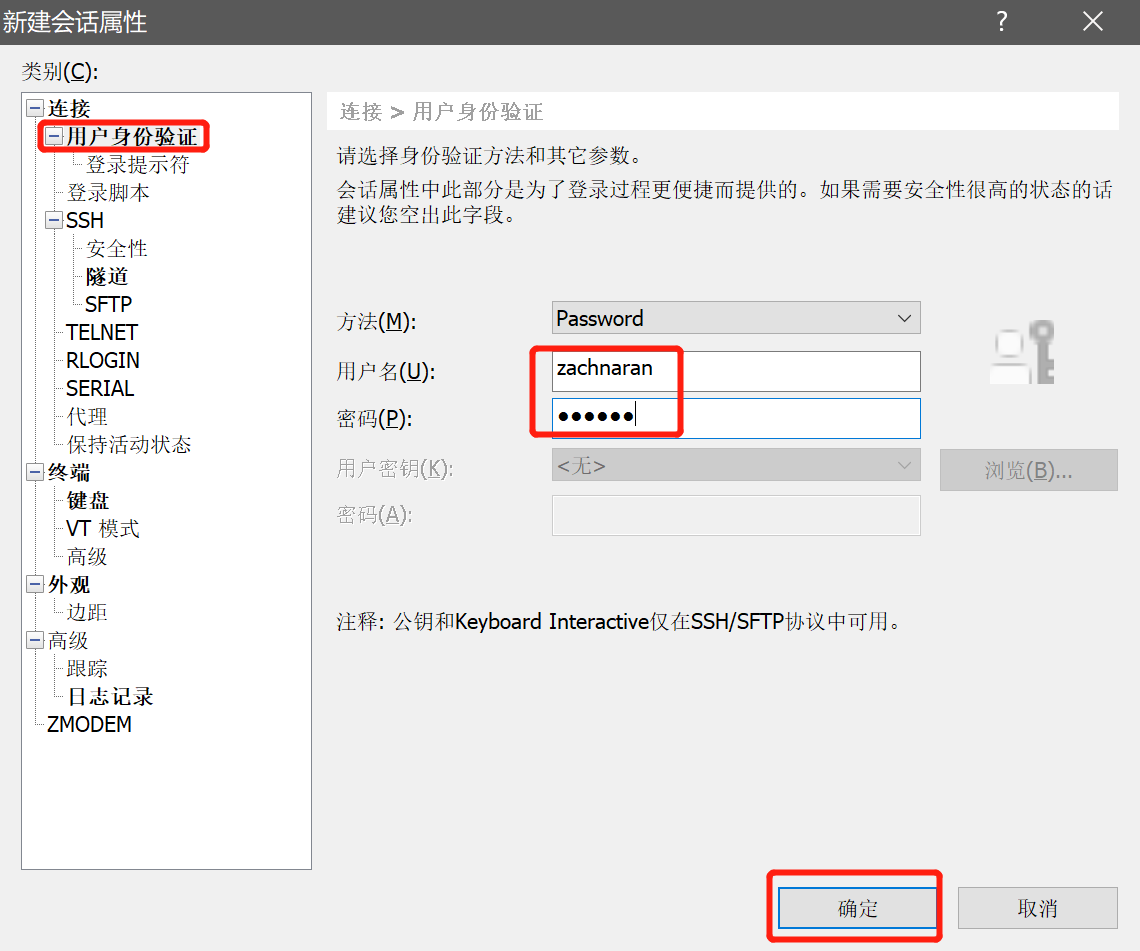 新建会话属性
?
类别(C):
连接
用户身份验证
登录提示符
登录脚本
SSH
安全性
隧道
SFTP
TELNET
RLOGIN
SERIAL
代理
保持活动状态
终端
键盘
VT 模式
高级
外观
边距
高级
跟踪
日志记录
ZMODEM
连接 > 用户身份验证
请选择身份验证方法和其它参数。
会话属性中此部分是为了登录过程更便捷而提供的。如果需要安全性很高的状态的话
建议您空出此字段。
方法(M):
Password
用户名(U):
zachnaran
密码(P):
●●●●●●
用户密钥(K):
<无>
浏览(B)...
密码(A):
注释: 公钥和Keyboard Interactive仅在SSH/SFTP协议中可用。
确定
取消